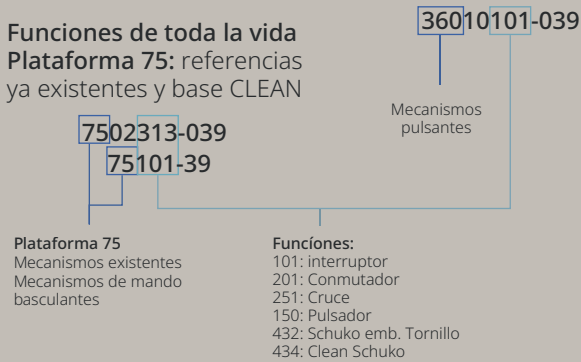 Funciones de toda la vida
Plataforma 75: referencias
ya existentes y base CLEAN
36010101-039
Mecanismos
pulsantes
7502313-039
75101-39
Plataforma 75
Mecanismos existentes
Mecanismos de mando
basculantes
Funcíones:
101: interruptor
201: Conmutador
251: Cruce
150: Pulsador
432: Schuko emb. Tornillo
434: Clean Schuko